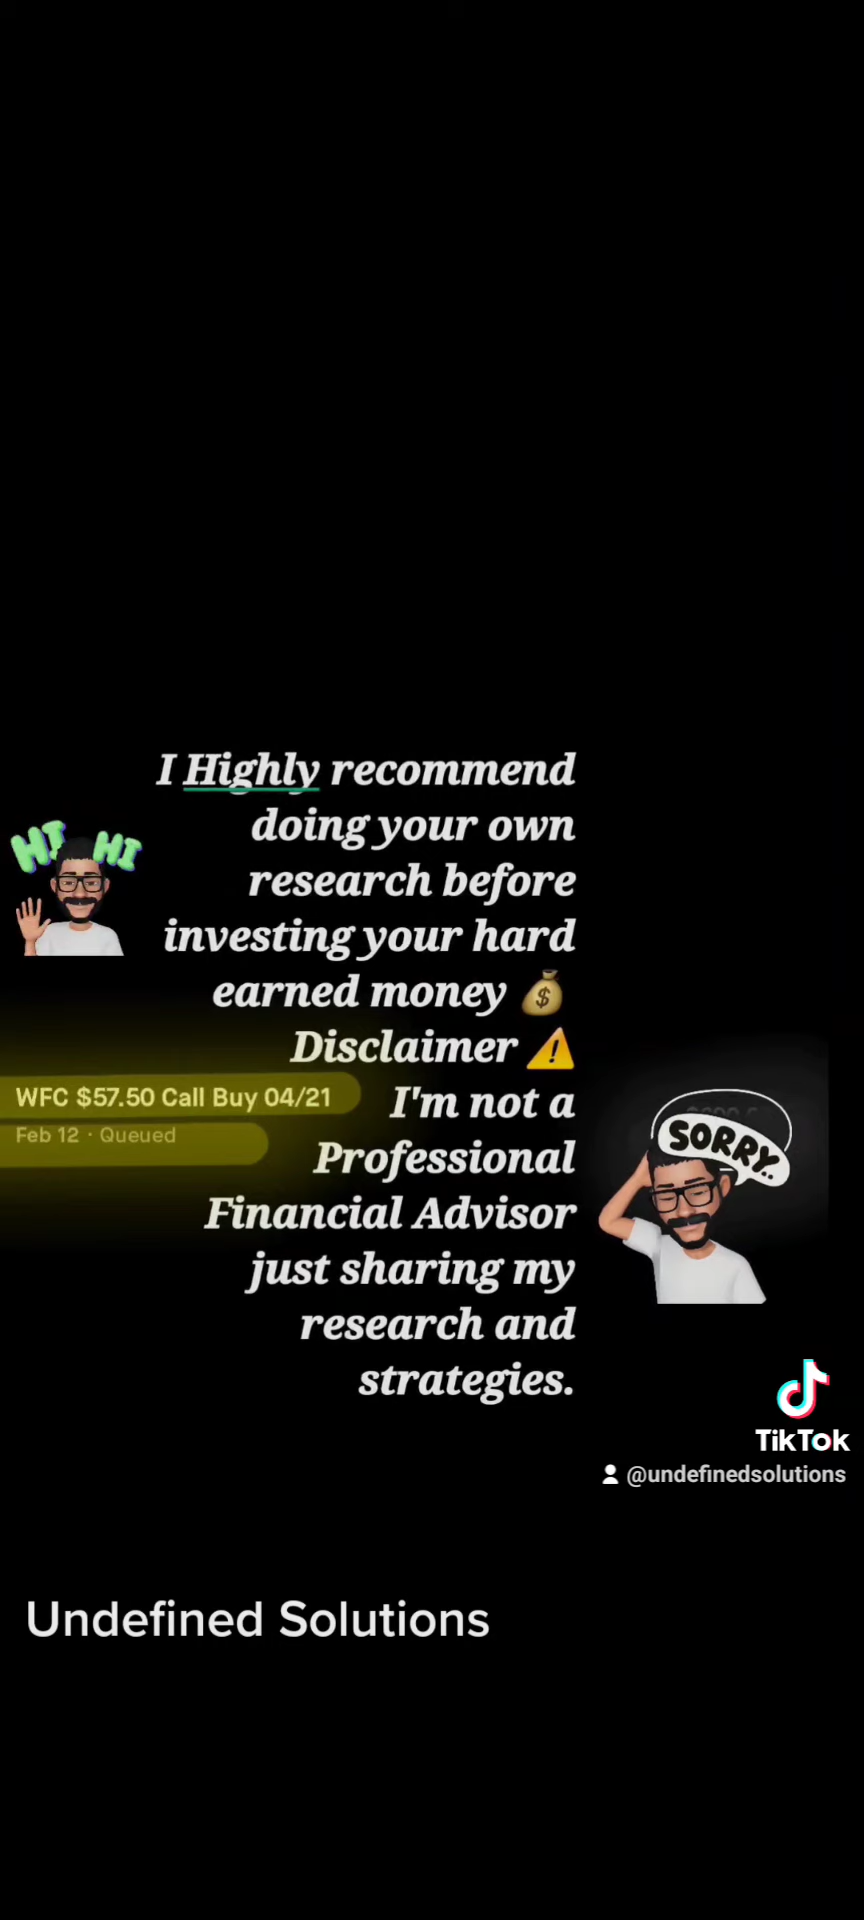 I Highly recommend
doing your own
research before
investing your hard
earned money 💰
Disclaimer ⚠️
I'm not a
Professional
Financial Advisor
just sharing my
research and
strategies.
HI HI
WFC $57.50 Call Buy 04/21
Feb 12 · Queued
SORRY..
TikTok
@undefinedsolutions
Undefined Solutions